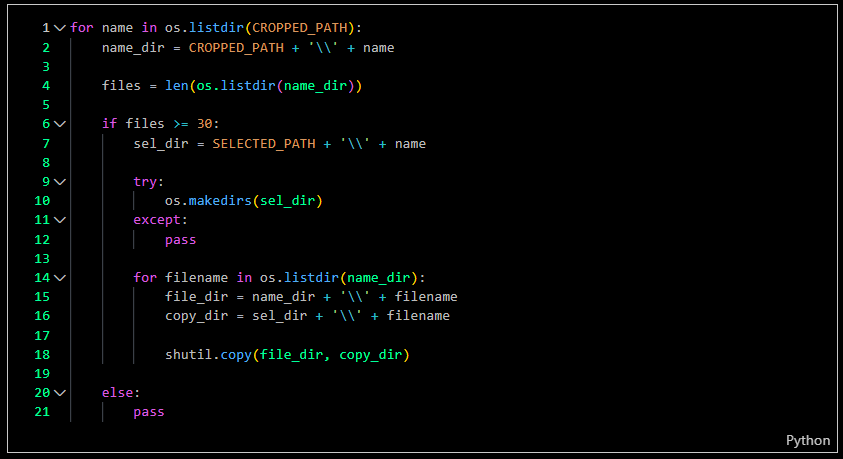 1 for name in os.listdir(CROPPED_PATH):
2     name_dir = CROPPED_PATH + '\\' + name
3
4     files = len(os.listdir(name_dir))
5
6     if files >= 30:
7         sel_dir = SELECTED_PATH + '\\' + name
8
9         try:
10             os.makedirs(sel_dir)
11         except:
12             pass
13
14         for filename in os.listdir(name_dir):
15             file_dir = name_dir + '\\' + filename
16             copy_dir = sel_dir + '\\' + filename
17
18             shutil.copy(file_dir, copy_dir)
19
20     else:
21         pass
Python